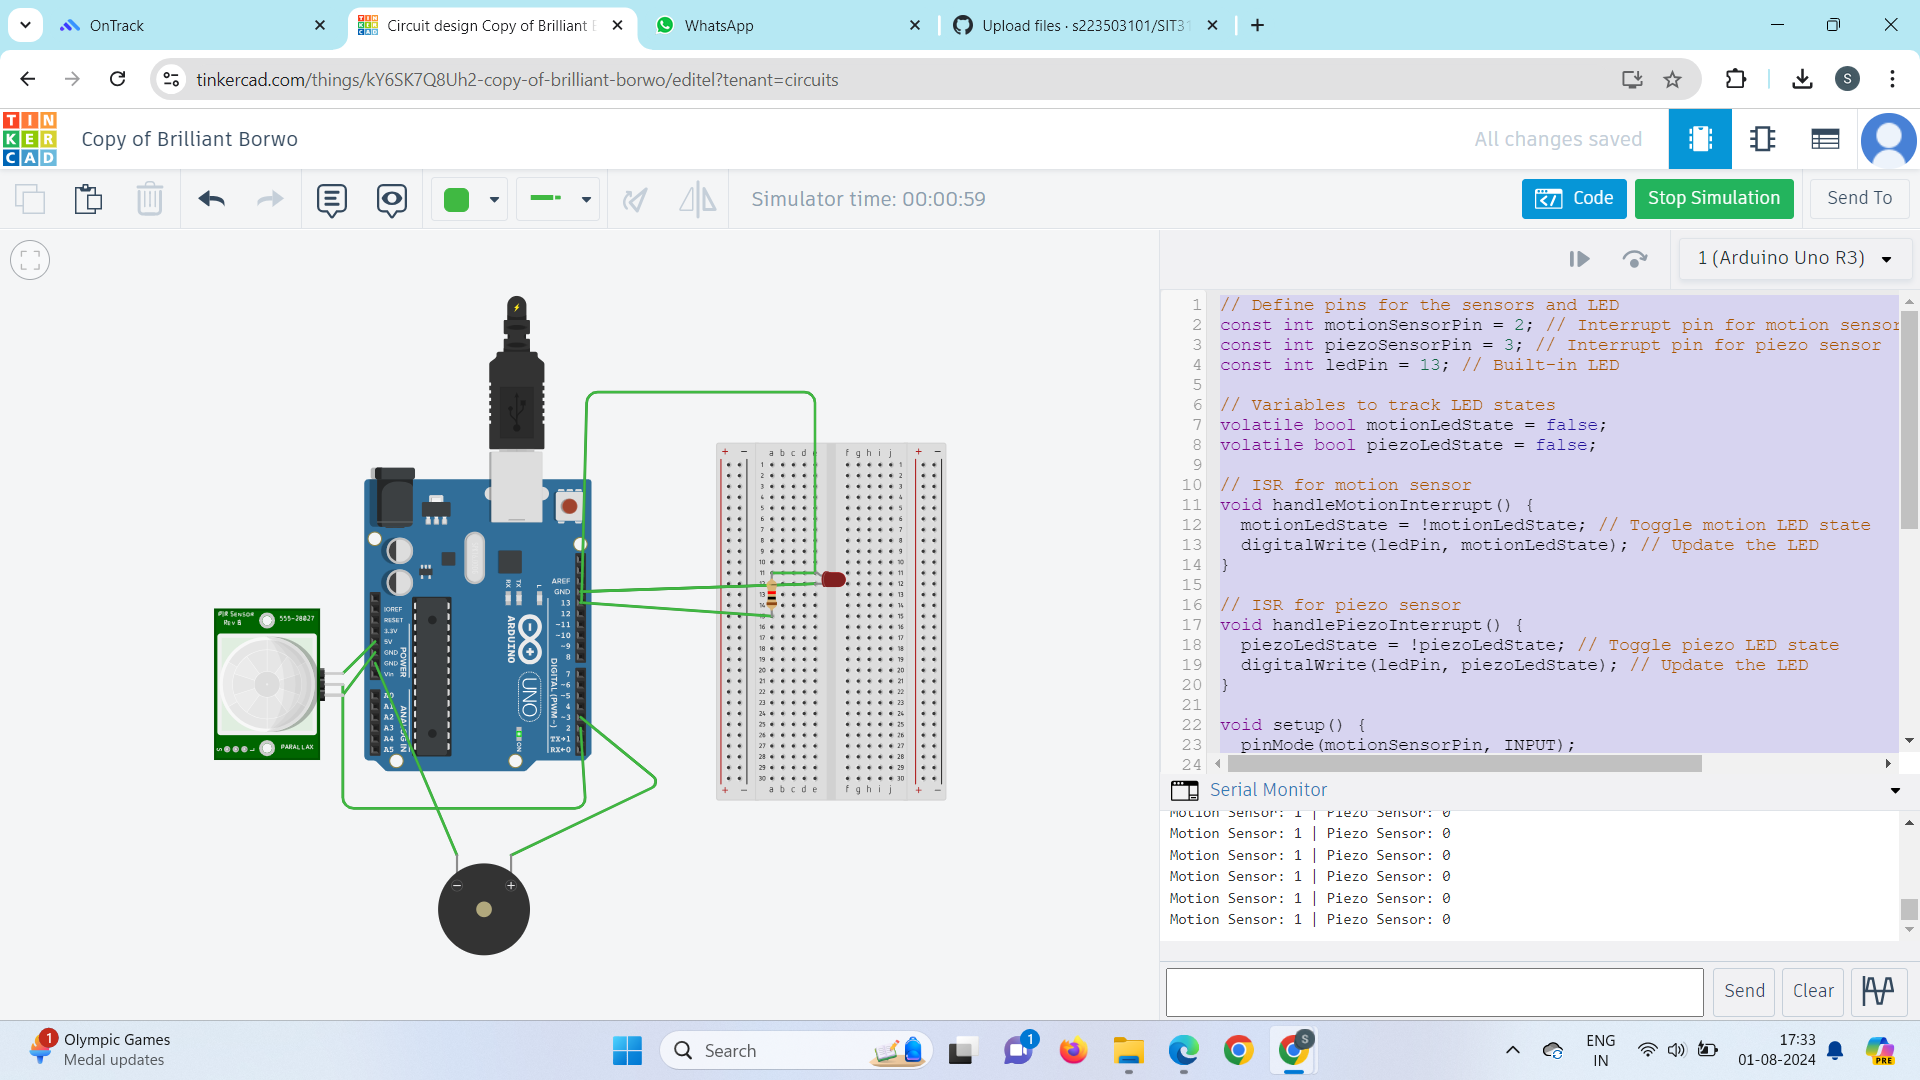 OnTrack
Circuit design Copy of Brilliant
WhatsApp
Upload files · s223503101/SIT31
tinkercad.com/things/kY6SK7Q8Uh2-copy-of-brilliant-borwo/editel?tenant=circuits
S
TIN
KER
CAD
Copy of Brilliant Borwo
All changes saved
Simulator time: 00:00:59
Code
Stop Simulation
Send To
1 (Arduino Uno R3)
1 // Define pins for the sensors and LED
2 const int motionSensorPin = 2; // Interrupt pin for motion sensor
3 const int piezoSensorPin = 3; // Interrupt pin for piezo sensor
4 const int ledPin = 13; // Built-in LED
5
6 // Variables to track LED states
7 volatile bool motionLedState = false;
8 volatile bool piezoLedState = false;
9
10 // ISR for motion sensor
11 void handleMotionInterrupt() {
12 motionLedState = !motionLedState; // Toggle motion LED state
13 digitalWrite(ledPin, motionLedState); // Update the LED
14 }
15
16 // ISR for piezo sensor
17 void handlePiezoInterrupt() {
18 piezoLedState = !piezoLedState; // Toggle piezo LED state
19 digitalWrite(ledPin, piezoLedState); // Update the LED
20 }
21
22 void setup() {
23 pinMode(motionSensorPin, INPUT);
24
Serial Monitor
Motion Sensor: 1 | Piezo Sensor: 0
Motion Sensor: 1 | Piezo Sensor: 0
Motion Sensor: 1 | Piezo Sensor: 0
Motion Sensor: 1 | Piezo Sensor: 0
Motion Sensor: 1 | Piezo Sensor: 0
Motion Sensor: 1 | Piezo Sensor: 0
Send
Clear
PIR Sensor
Rev B
555-28027
PARALLAX
IOREF
RESET
3.3V
5V
GND
GND
Vin
A0
A1
A2
A3
A4
A5
POWER
ANALOG IN
AREF
GND
13
12
~11
~10
~9
8
7
~6
~5
4
~3
2
TX→1
RX←0
DIGITAL (PWM~)
ARDUINO
UNO
RX
TX
L
ON
a b c d e
f g h i j
a b c d e
f g h i j
1
Olympic Games
Medal updates
Search
1
S
ENG
IN
17:33
01-08-2024
PRE